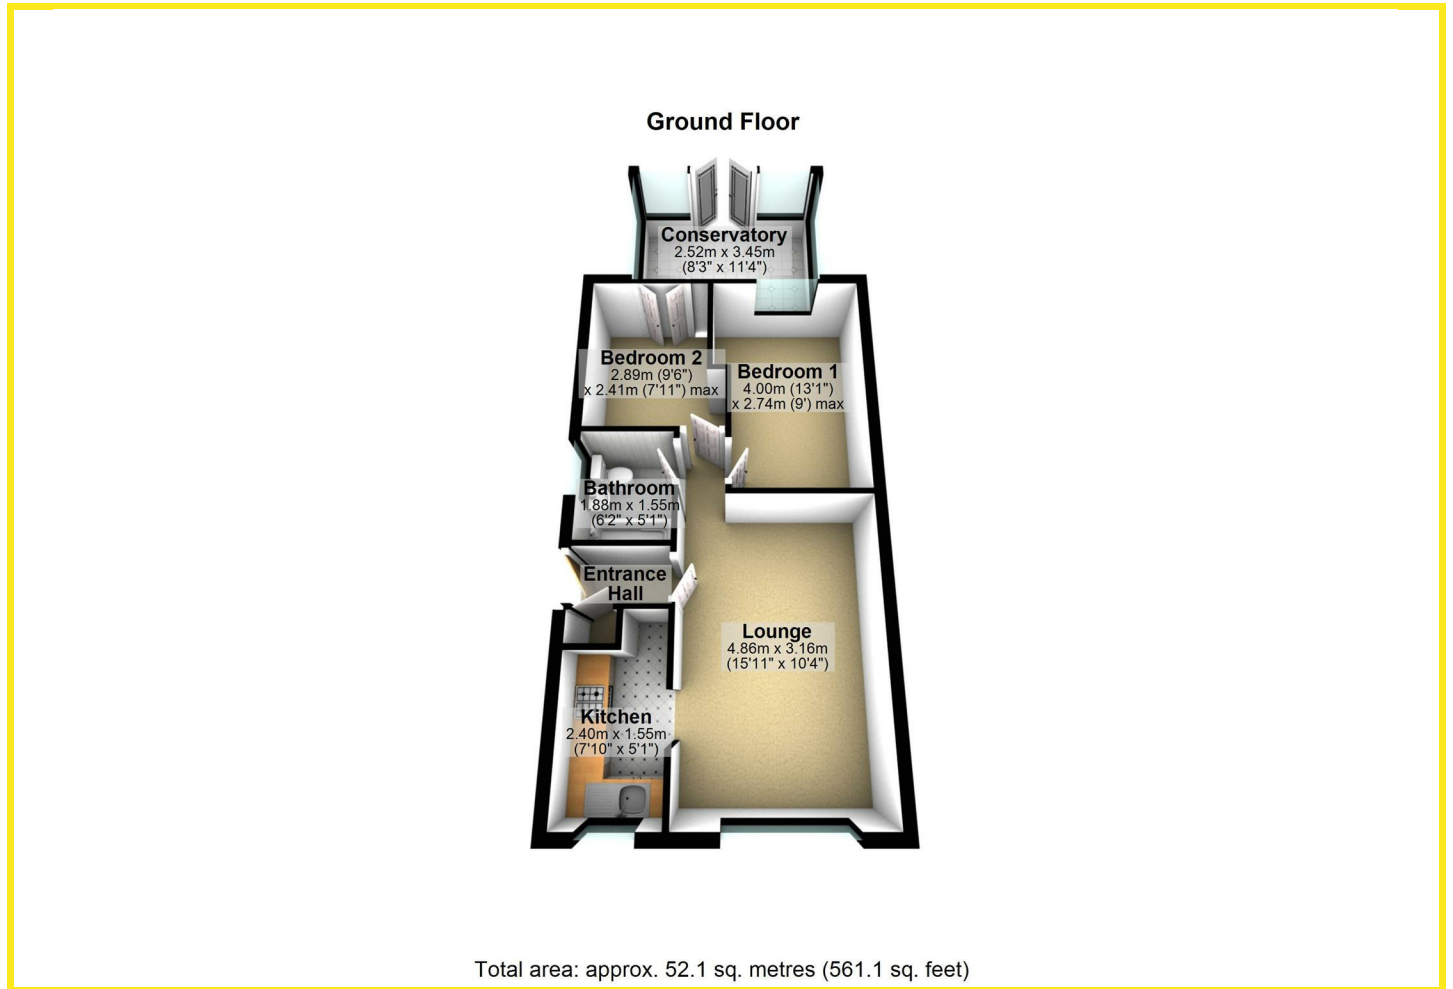 Ground Floor
Conservatory
2.52m x 3.45m
(8'3" x 11'4")
Bedroom 2
2.89m (9'6")
x 2.41m (7'11") max
Bedroom 1
4.00m (13'1")
x 2.74m (9') max
Bathroom
1.88m x 1.55m
(6'2" x 5'1")
Entrance
Hall
Lounge
4.86m x 3.16m
(15'11" x 10'4")
Kitchen
2.40m x 1.55m
(7'10" x 5'1")
Total area: approx. 52.1 sq. metres (561.1 sq. feet)